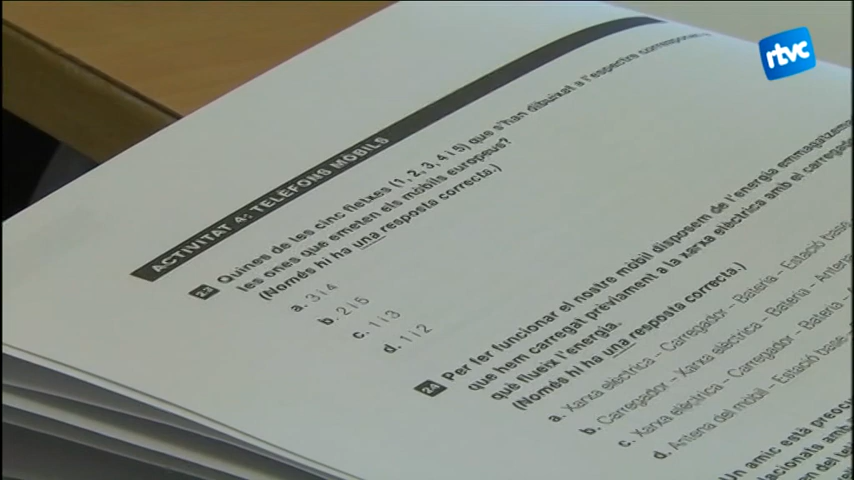 rtvc
ACTIVITAT 4: TELÈFONS MÒBILS
23 Quines de les cinc fletxes (1, 2, 3, 4 i 5) que s'han dibuixat a l'espectre
les ones que emeten els mòbils europeus?
(Només hi ha una resposta correcta.)
a. 3 i 4
b. 2 i 5
c. 1 i 3
d. 1 i 2
24 Per fer funcionar el nostre mòbil disposem de l'energia
que hem carregat prèviament a la xarxa elèctrica amb el
què flueix l'energia.
(Només hi ha una resposta correcta.)
a. Xarxa elèctrica – Carregador – Bateria – Estació base
b. Carregador – Xarxa elèctrica – Bateria – Antena
c. Xarxa elèctrica – Carregador – Bateria –
d. Antena del mòbil – Estació base –
Un amic està